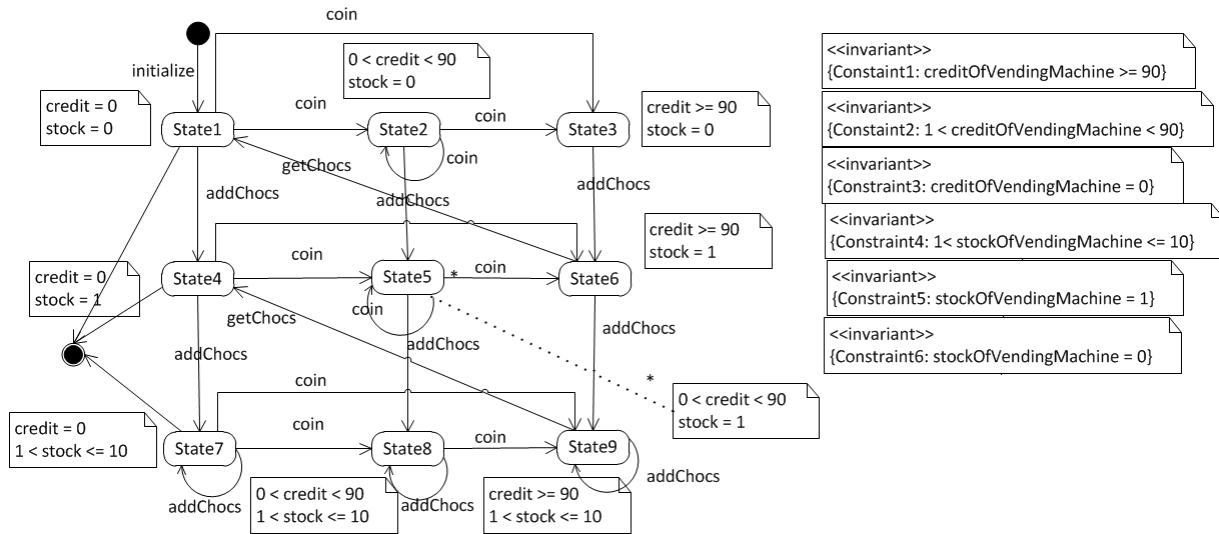 coin
initialize
0 < credit < 90
stock = 0
credit = 0
stock = 0
coin
coin
credit >= 90
stock = 0
State1
State2
State3
coin
getChocs
addChocs
addChocs
addChocs
credit >= 90
stock = 1
coin
coin
*
State4
State5
State6
credit = 0
stock = 1
coin
getChocs
addChocs
addChocs
addChocs
coin
*
0 < credit < 90
stock = 1
credit = 0
1 < stock <= 10
coin
coin
State7
State8
State9
addChocs
addChocs
addChocs
0 < credit < 90
1 < stock <= 10
credit >= 90
1 < stock <= 10
<<invariant>>
{Constaint1: creditOfVendingMachine >= 90}
<<invariant>>
{Constaint2: 1 < creditOfVendingMachine < 90}
<<invariant>>
{Constraint3: creditOfVendingMachine = 0}
<<invariant>>
{Constraint4: 1< stockOfVendingMachine <= 10}
<<invariant>>
{Constraint5: stockOfVendingMachine = 1}
<<invariant>>
{Constraint6: stockOfVendingMachine = 0}